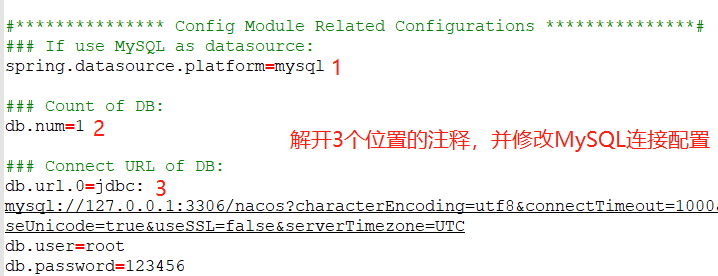 #*************** Config Module Related Configurations ***************#
### If use MySQL as datasource:
spring.datasource.platform=mysql 1
### Count of DB:
db.num=1 2
解开3个位置的注释，并修改MySQL连接配置
### Connect URL of DB:
db.url.0=jdbc: 3
mysql://127.0.0.1:3306/nacos?characterEncoding=utf8&connectTimeout=1000&
seUnicode=true&useSSL=false&serverTimezone=UTC
db.user=root
db.password=123456